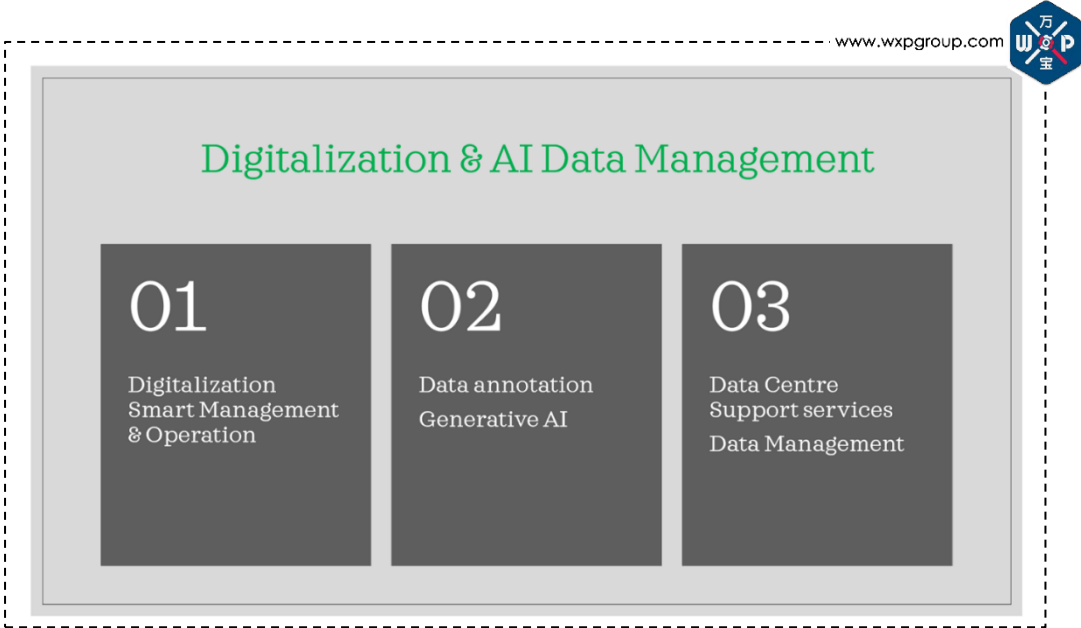 www.wxpgroup.com
万
WXP
宝
Digitalization & AI Data Management
01
Digitalization
Smart Management
& Operation
02
Data annotation
Generative AI
03
Data Centre
Support services
Data Management